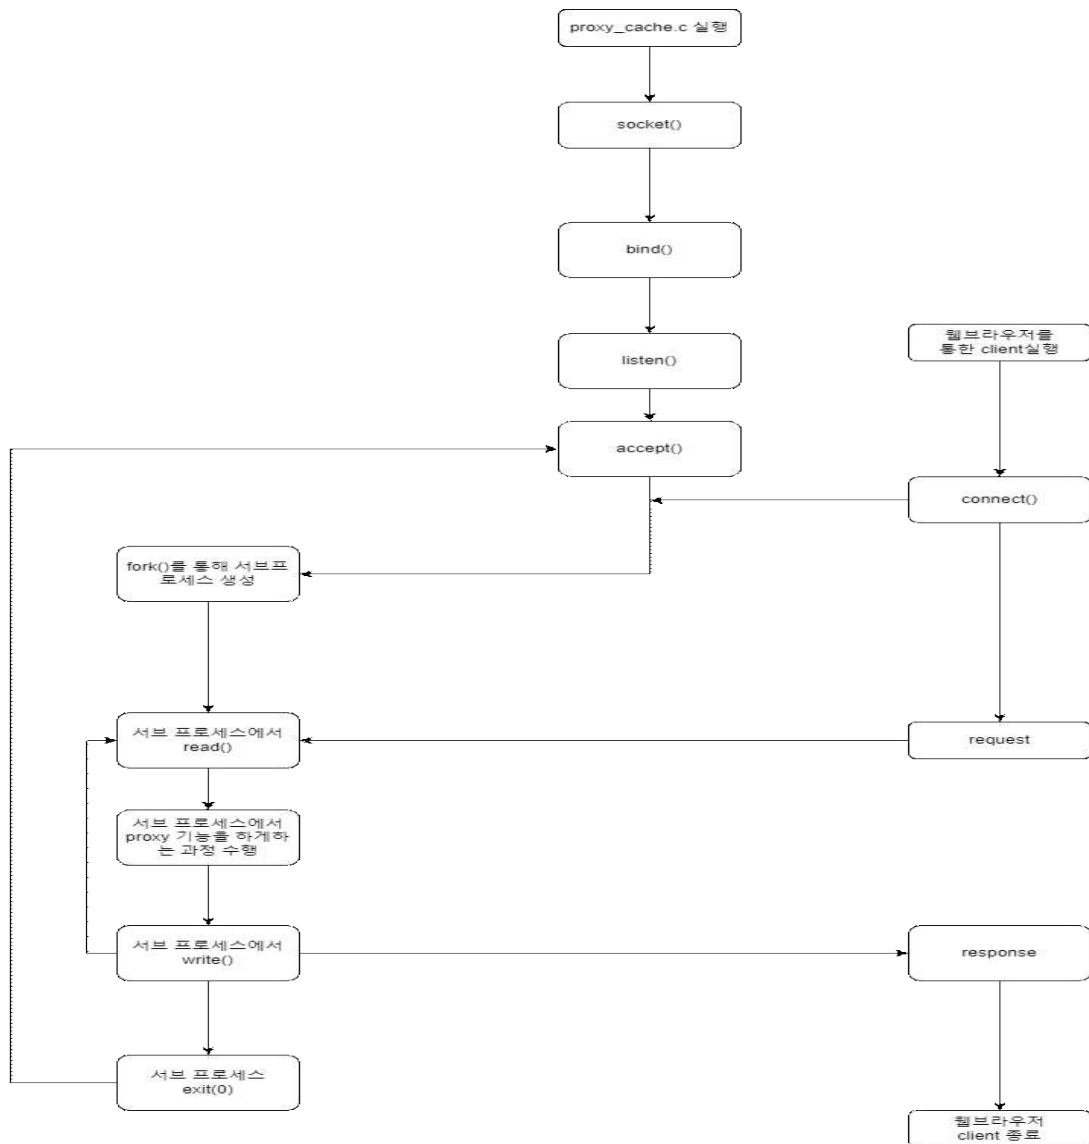 proxy_cache.c 실행
socket()
bind()
listen()
웹브라우저를
통한 client실행
accept()
connect()
fork()를 통해 서브프
로세스 생성
서브 프로세스에서
read()
request
서브 프로세스에서
proxy 기능을 하게하
는 과정 수행
서브 프로세스에서
write()
response
서브 프로세스
exit(0)
웹브라우저
client 종료